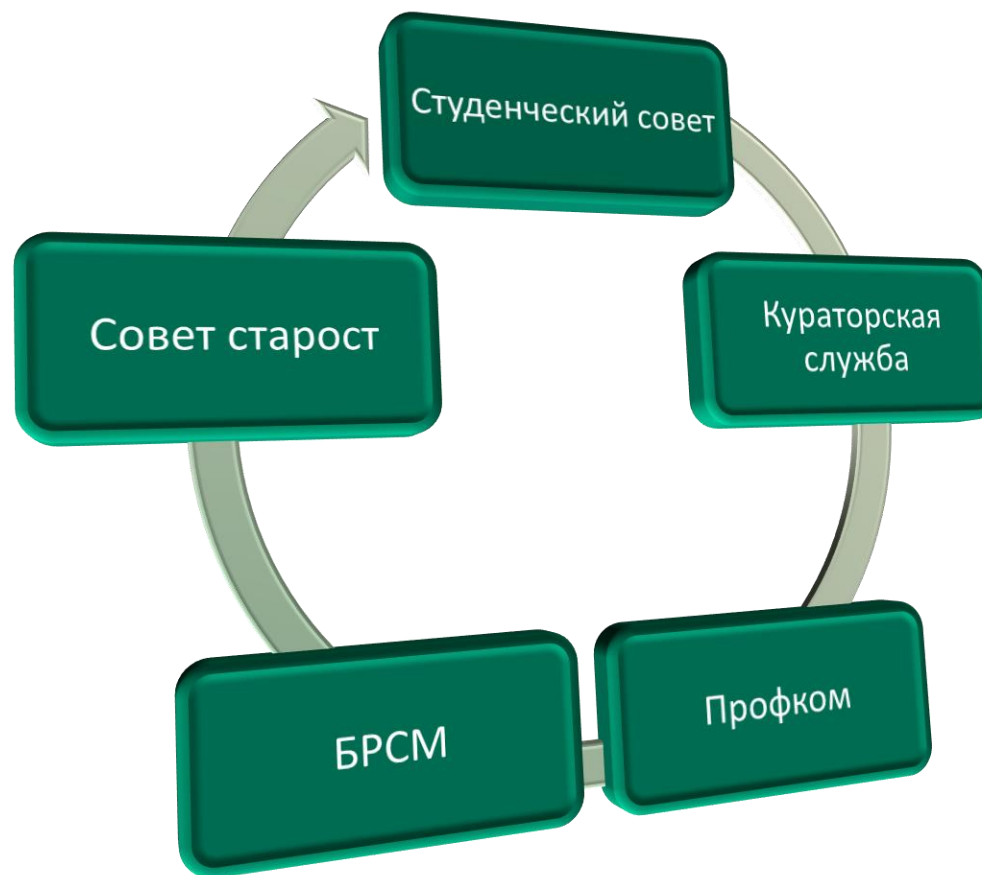 Студенческий совет
Кураторская
служба
Профком
БРСМ
Совет старост